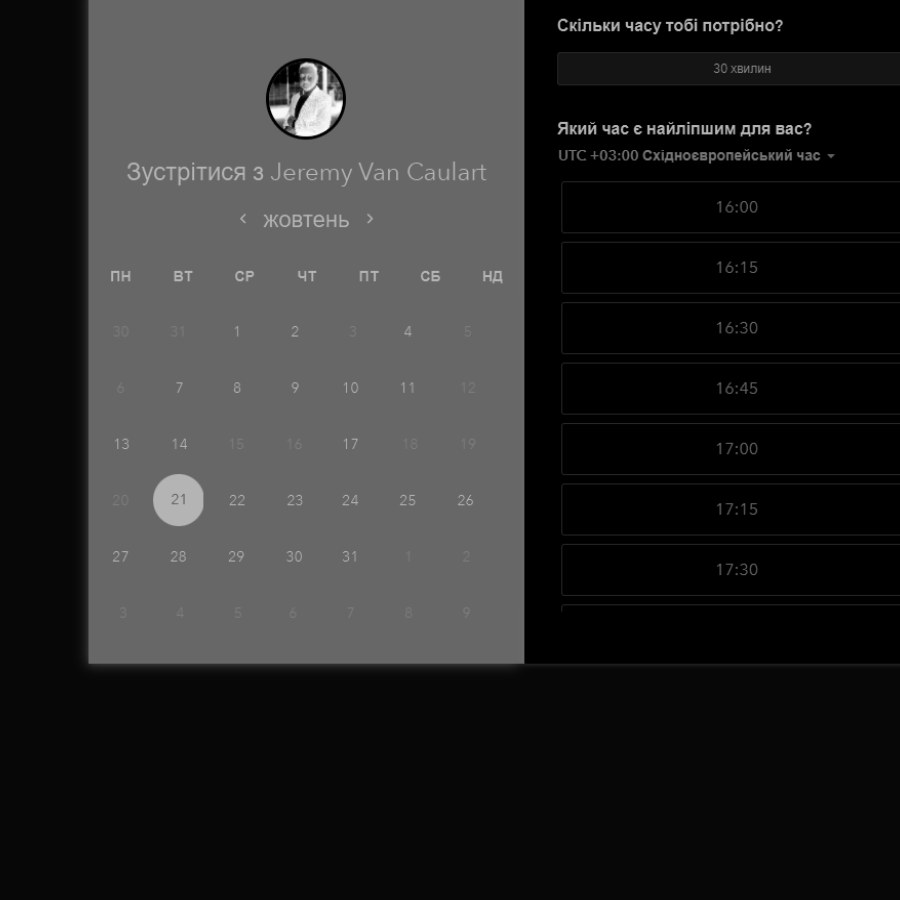 Зустрітися з Jeremy Van Caulart
жовтень
ПН ВТ СР ЧТ ПТ СБ НД
30 31 1 2 3 4 5
6 7 8 9 10 11 12
13 14 15 16 17 18 19
20 21 22 23 24 25 26
27 28 29 30 31 1 2
3 4 5 6 7 8 9
Скільки часу тобі потрібно?
30 хвилин
Який час є найліпшим для вас?
UTC +03:00 Східноєвропейський час
16:00
16:15
16:30
16:45
17:00
17:15
17:30